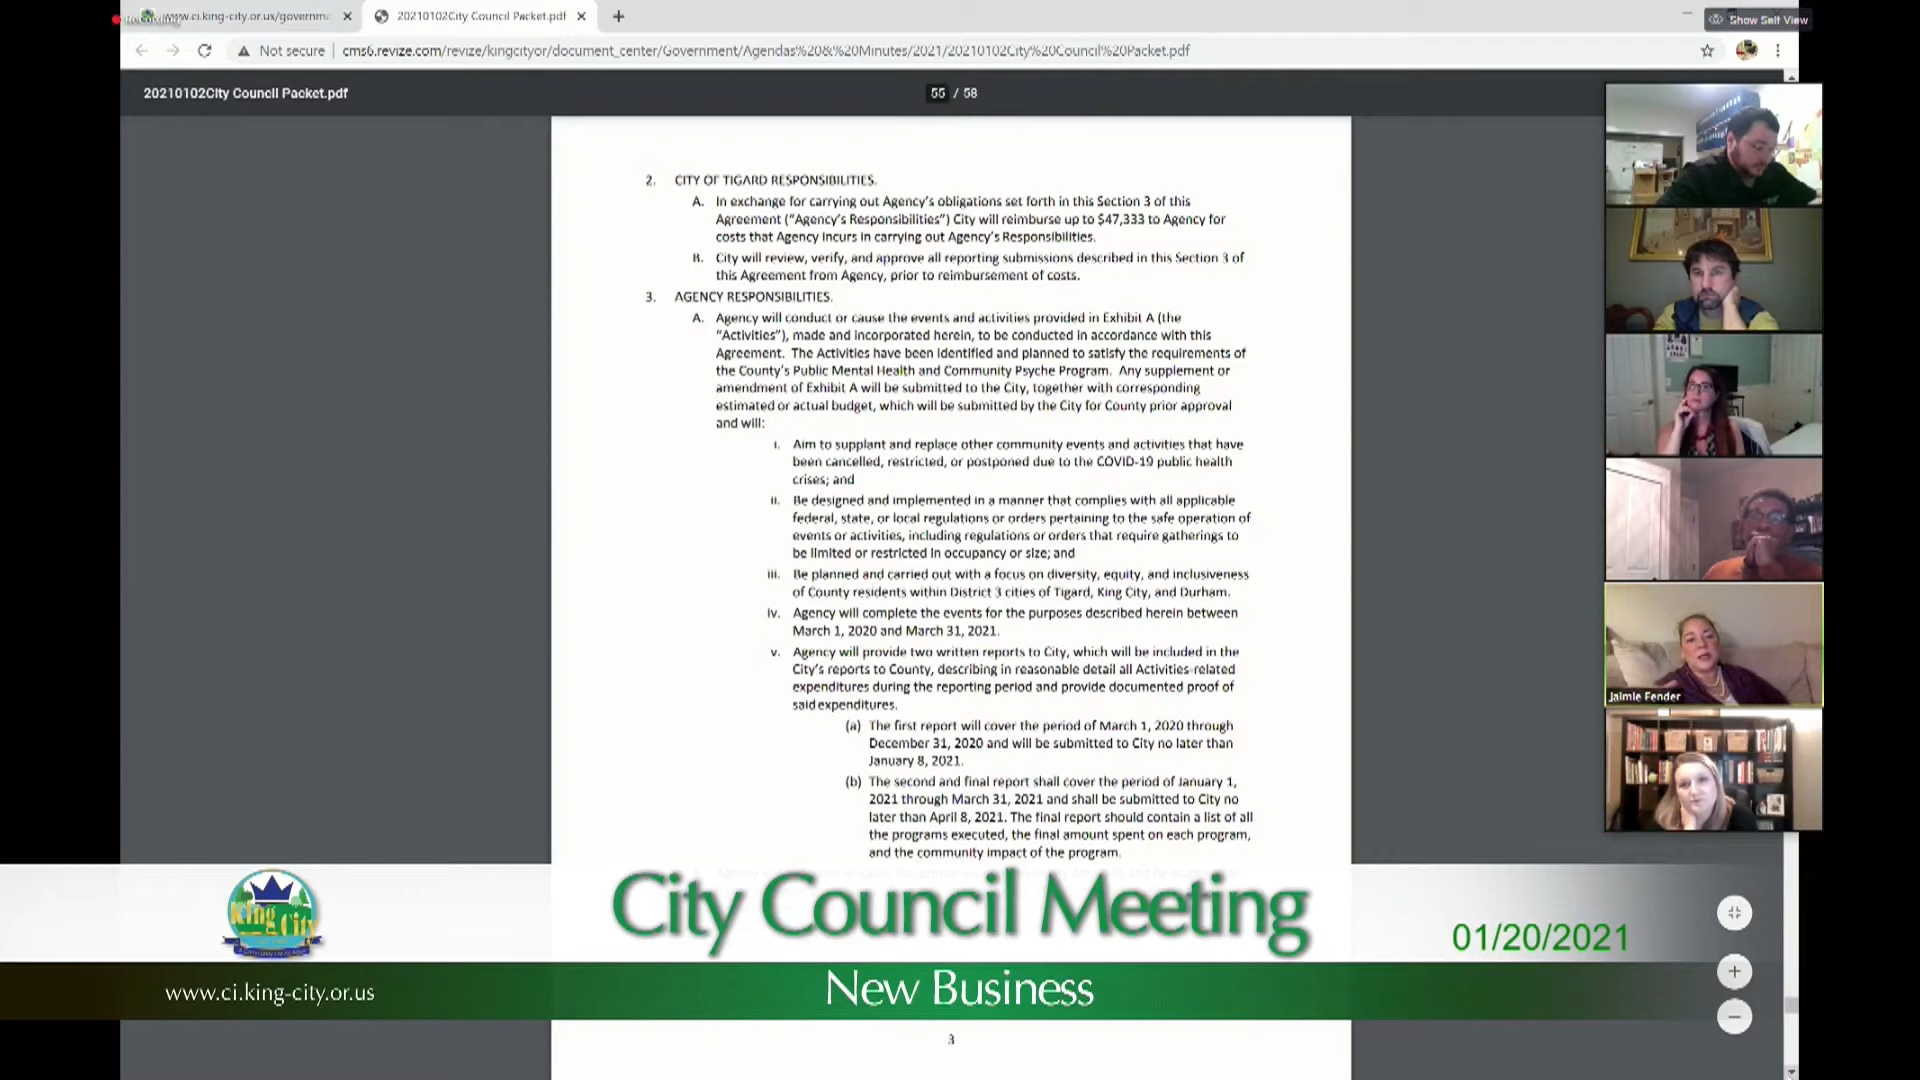 www.ci.king-city.or.us/governm
20210102City Council Packet.pdf
Show Self View
Not secure
cms6.revize.com/revize/kingcityor/document_center/Government/Agendas%20&%20Minutes/2021/20210102City%20Council%20Packet.pdf
20210102City Council Packet.pdf
55 / 58
2. CITY OF TIGARD RESPONSIBILITIES.
A. In exchange for carrying out Agency's obligations set forth in this Section 3 of this
Agreement ("Agency's Responsibilities") City will reimburse up to $47,333 to Agency for
costs that Agency incurs in carrying out Agency's Responsibilities.
B. City will review, verify, and approve all reporting submissions described in this Section 3 of
this Agreement from Agency, prior to reimbursement of costs.
3. AGENCY RESPONSIBILITIES.
A. Agency will conduct or cause the events and activities provided in Exhibit A (the
"Activities"), made and incorporated herein, to be conducted in accordance with this
Agreement. The Activities have been identified and planned to satisfy the requirements of
the County's Public Mental Health and Community Psyche Program. Any supplement or
amendment of Exhibit A will be submitted to the City, together with corresponding
estimated or actual budget, which will be submitted by the City for County prior approval
and will:
i. Aim to supplant and replace other community events and activities that have
been cancelled, restricted, or postponed due to the COVID-19 public health
crises; and
ii. Be designed and implemented in a manner that complies with all applicable
federal, state, or local regulations or orders pertaining to the safe operation of
events or activities, including regulations or orders that require gatherings to
be limited or restricted in occupancy or size; and
iii. Be planned and carried out with a focus on diversity, equity, and inclusiveness
of County residents within District 3 cities of Tigard, King City, and Durham.
iv. Agency will complete the events for the purposes described herein between
March 1, 2020 and March 31, 2021.
v. Agency will provide two written reports to City, which will be included in the
City's reports to County, describing in reasonable detail all Activities-related
expenditures during the reporting period and provide documented proof of
said expenditures.
(a) The first report will cover the period of March 1, 2020 through
December 31, 2020 and will be submitted to City no later than
January 8, 2021.
(b) The second and final report shall cover the period of January 1,
2021 through March 31, 2021 and shall be submitted to City no
later than April 8, 2021. The final report should contain a list of all
the programs executed, the final amount spent on each program,
and the community impact of the program.
Jaimie Fender
King City
City Council Meeting
01/20/2021
www.ci.king-city.or.us
New Business
3